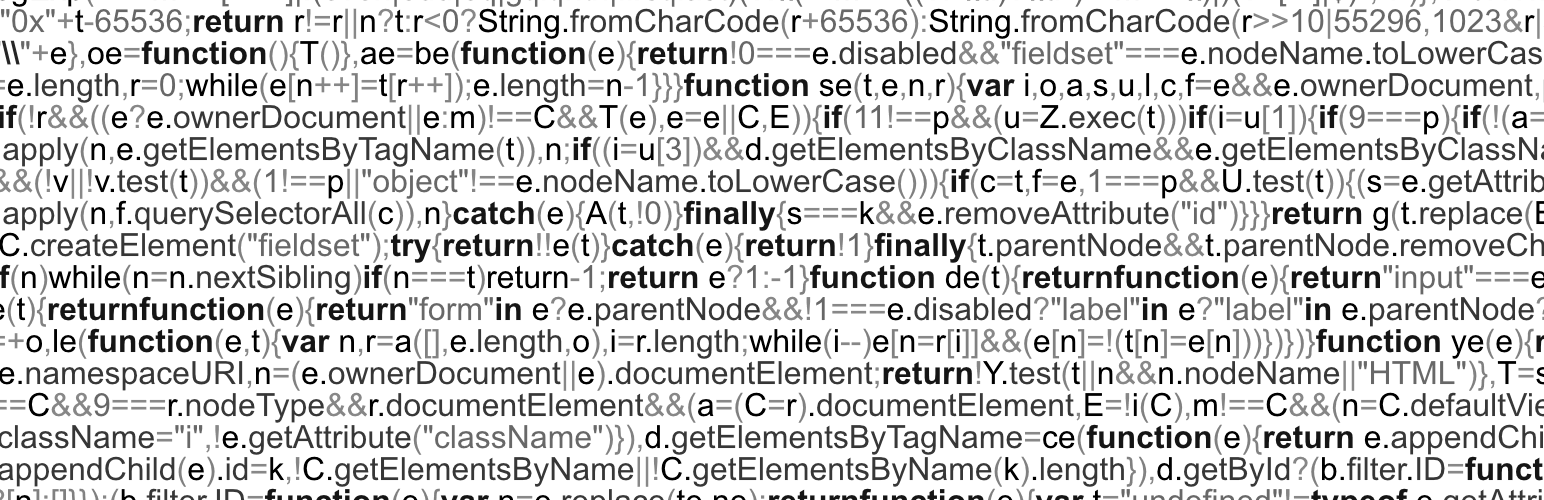 "0x"+t-65536;return r!=r||n?t:r<0?String.fromCharCode(r+65536):String.fromCharCode(r>>10|55296,1023&r|
\\"+e},oe=function(){T()},ae=be(function(e){return!0===e.disabled&&"fieldset"===e.nodeName.toLowerCas
=e.length,r=0;while(e[n++]=t[r++]);e.length=n-1}}}function se(t,e,n,r){var i,o,a,s,u,l,c,f=e&&e.ownerDocument,
if(!r&&((e?e.ownerDocument||e:m)!==C&&T(e),e=e||C,E)){if(11!==p&&(u=Z.exec(t)))if(i=u[1]){if(9===p){if(!(a=
apply(n,e.getElementsByTagName(t)),n;if((i=u[3])&&d.getElementsByClassName&&e.getElementsByClassNa
&&(!v||!v.test(t))&&(1!==p||"object"!==e.nodeName.toLowerCase())){if(c=t,f=e,1===p&&U.test(t)){(s=e.getAttrib
apply(n,f.querySelectorAll(c)),n}catch(e){A(t,!0)}finally{s===k&&e.removeAttribute("id")}}}return g(t.replace(
C.createElement("fieldset");try{return!!e(t)}catch(e){return!1}finally{t.parentNode&&t.parentNode.removeCh
f(n)while(n=n.nextSibling)if(n===t)return-1;return e?1:-1}function de(t){returnfunction(e){return"input"===e
(t){returnfunction(e){return"form"in e?e.parentNode&&!1===e.disabled?"label"in e?"label"in e.parentNode?
+o,le(function(e,t){var n,r=a([],e.length,o),i=r.length;while(i--)e[n=r[i]]&&(e[n]=!(t[n]=e[n]))})})}function ye(e){r
e.namespaceURI,n=(e.ownerDocument||e).documentElement;return!Y.test(t||n&&n.nodeName||"HTML")},T=s
==C&&9===r.nodeType&&r.documentElement&&(a=(C=r).documentElement,E=!i(C),m!==C&&(n=C.defaultVie
className="i",!e.getAttribute("className")}),d.getElementsByTagName=ce(function(e){return e.appendChi
appendChild(e).id=k,!C.getElementsByName||!C.getElementsByName(k).length}),d.getById?(b.filter.ID=funct